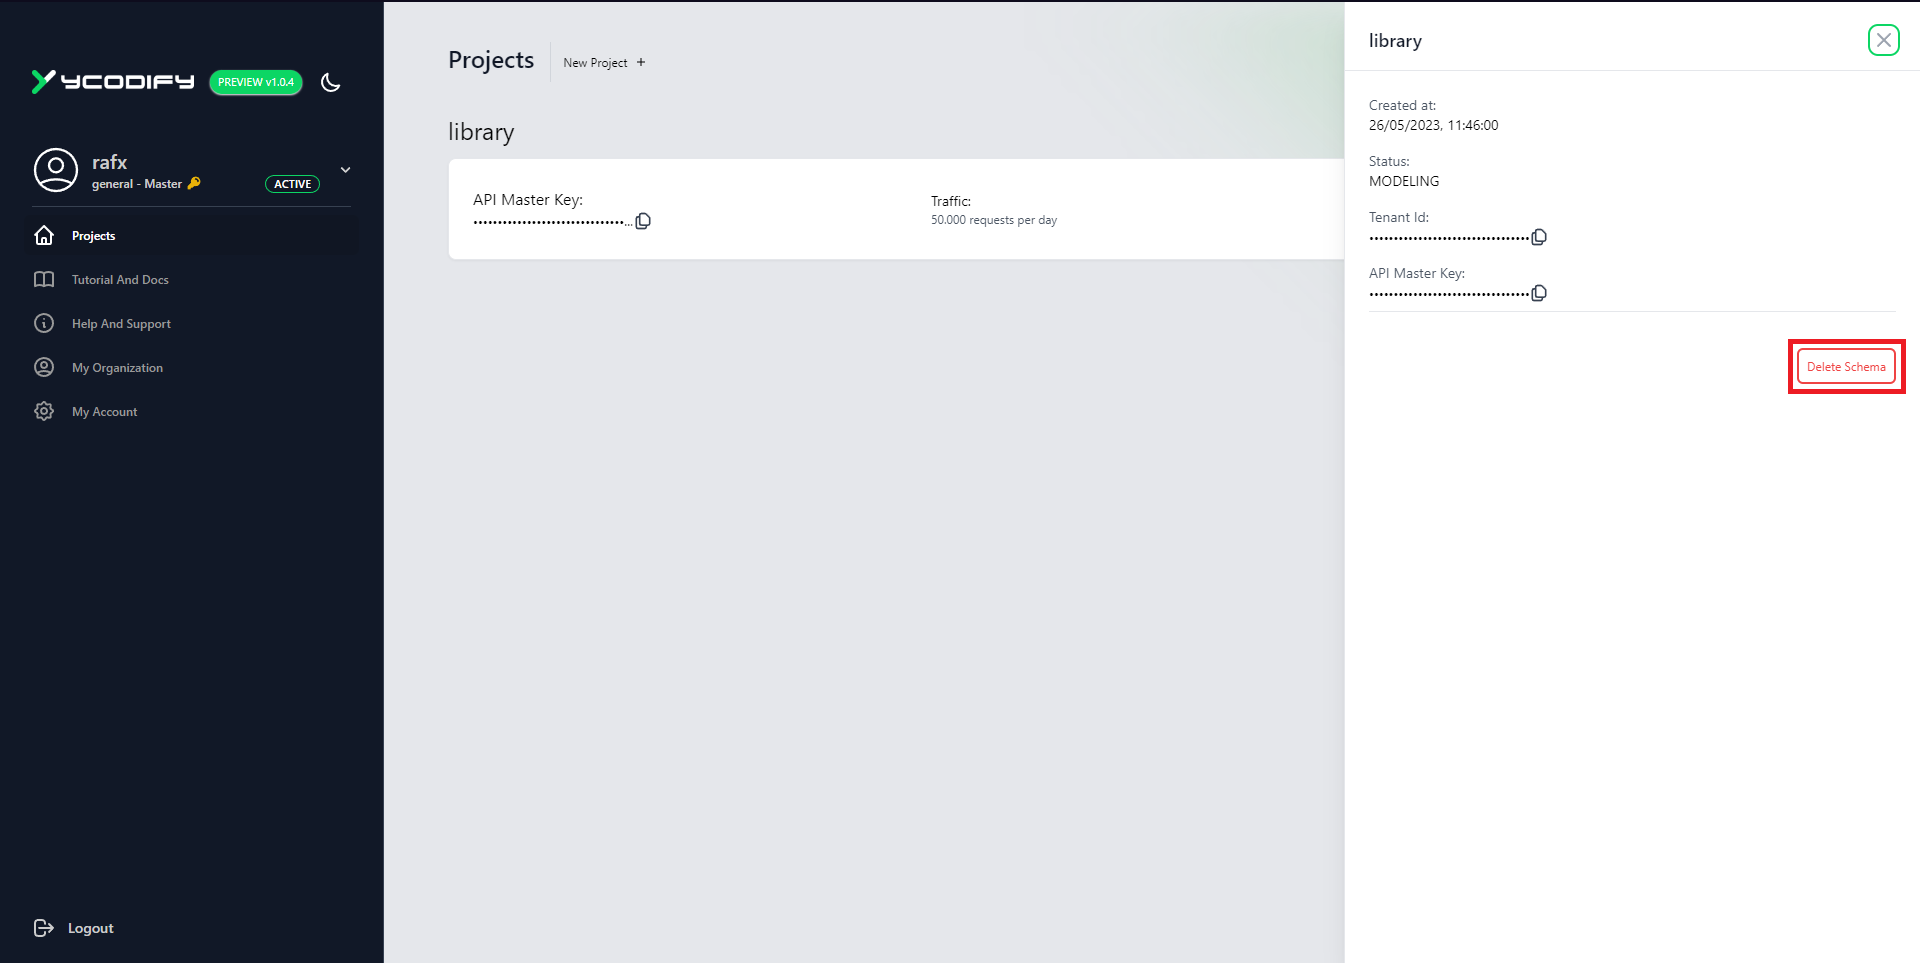 YCODIFY
PREVIEW v1.0.4
rafx
general - Master
ACTIVE
Projects
Tutorial And Docs
Help And Support
My Organization
My Account
Logout
Projects
New Project +
library
API Master Key:
••••••••••••••••••••••••••••••••...
Traffic:
50.000 requests per day
library
Created at:
26/05/2023, 11:46:00
Status:
MODELING
Tenant Id:
••••••••••••••••••••••••••••••••
API Master Key:
••••••••••••••••••••••••••••••••
Delete Schema